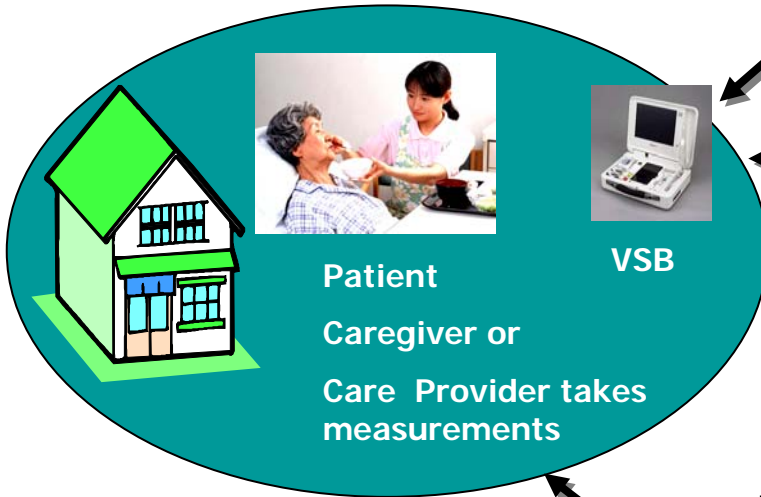 VSB
Patient
Caregiver or
Care Provider takes
measurements